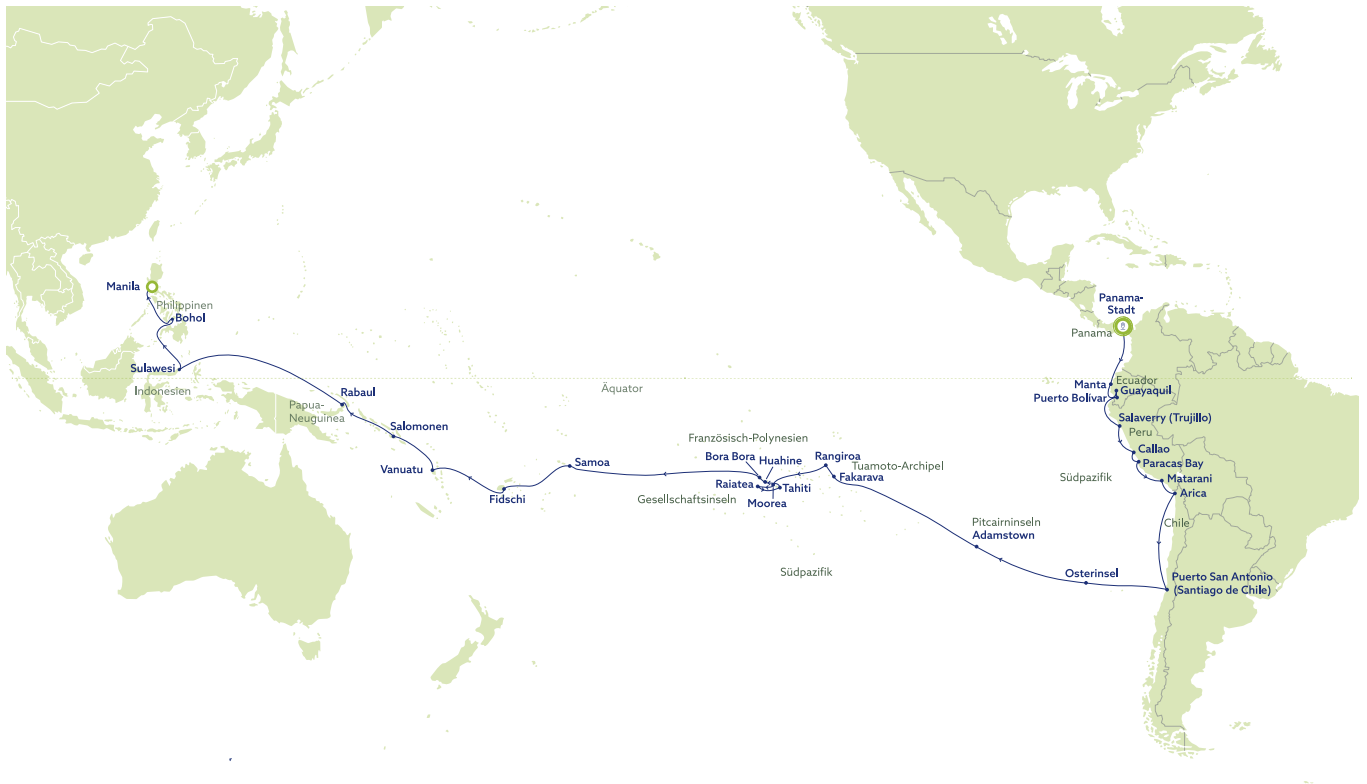 Manila
Philippinen
Bohol
Sulawesi
Indonesien
Rabaul
Papua-
Neuguinea
Salomonen
Vanuatu
Fidschi
Samoa
Äquator
Französisch-Polynesien
Bora Bora
Huahine
Raiatea
Tahiti
Moorea
Gesellschaftsinseln
Rangiroa
Tuamoto-Archipel
Fakarava
Südpazifik
Pitcairninseln
Adamstown
Osterinsel
Panama-
Stadt
Panama
Manta
Ecuador
Guayaquil
Puerto Bolívar
Salaverry (Trujillo)
Peru
Callao
Paracas Bay
Südpazifik
Matarani
Arica
Chile
Puerto San Antonio
(Santiago de Chile)